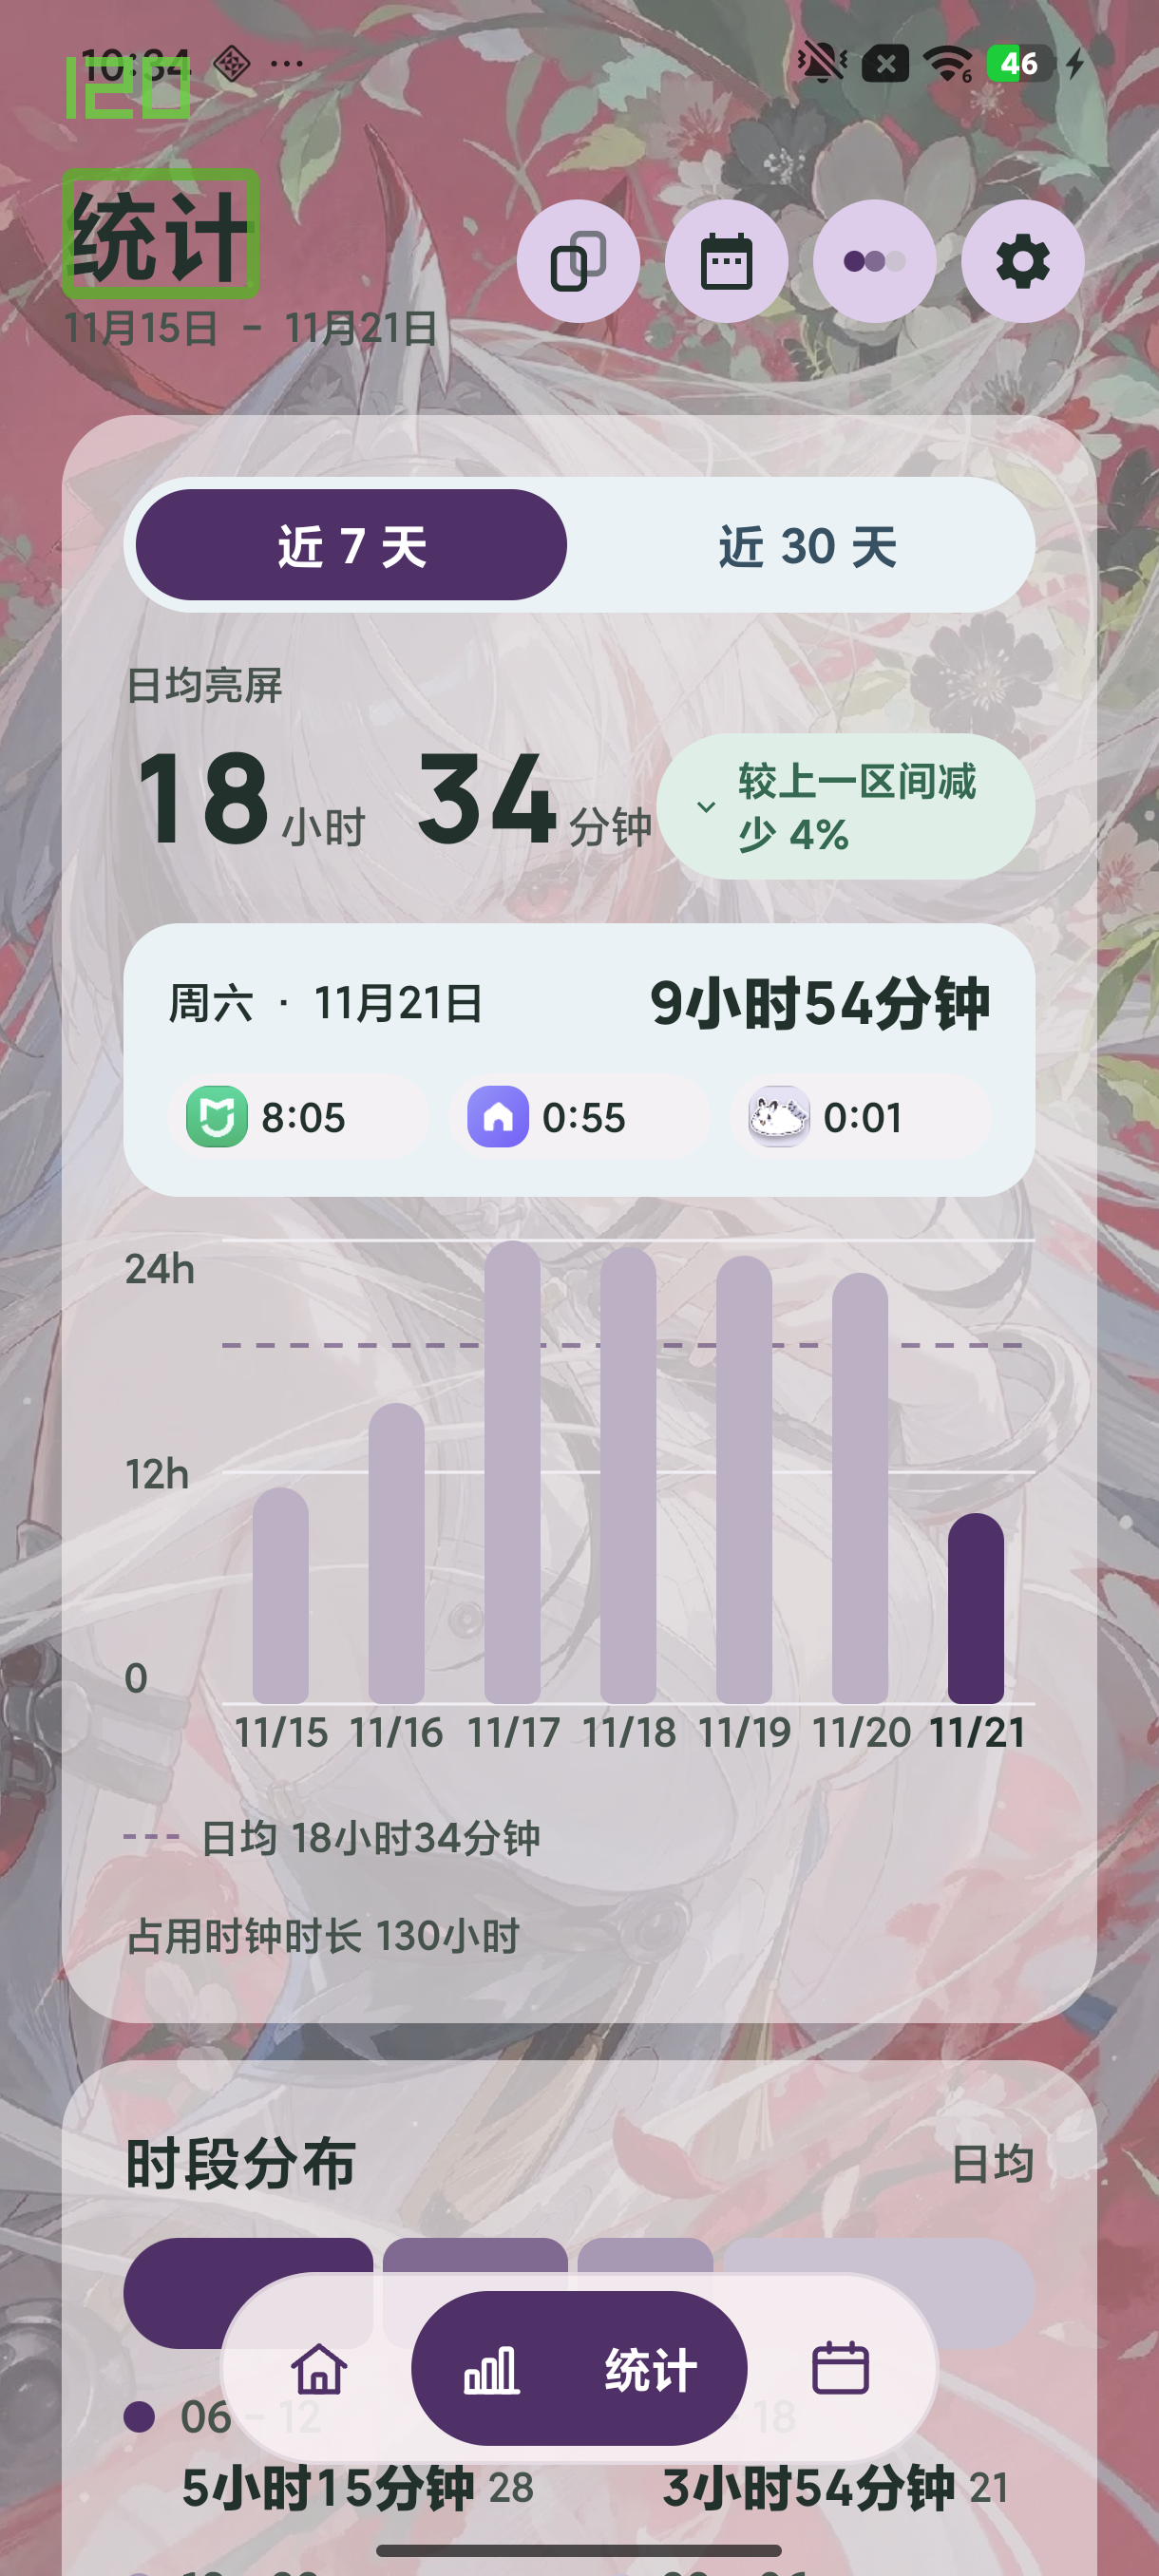 10:34 ...
120
6
46
统计
11月15日 - 11月21日
近 7 天 近 30 天
日均亮屏
18 小时 34 分钟
较上一区间减
少 4%
周六 · 11月21日 9小时54分钟
8:05 0:55 0:01
24h
12h
0
11/15 11/16 11/17 11/18 11/19 11/20 11/21
日均 18小时34分钟
占用时钟时长 130小时
时段分布 日均
统计
06 - 12 - 18
5小时15分钟 28 3小时54分钟 21